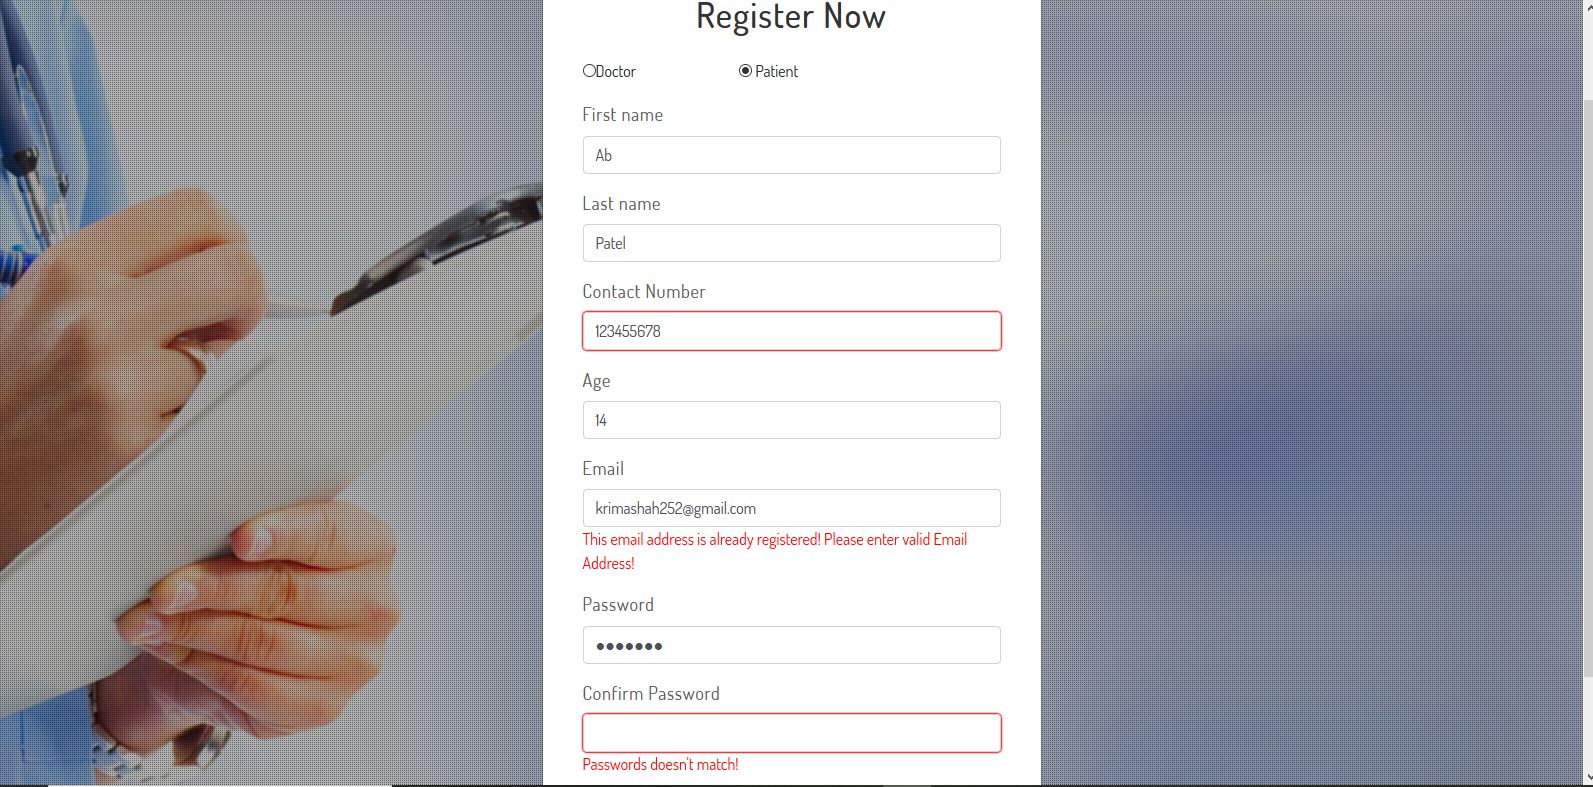 Register Now
Doctor Patient
First name
Ab
Last name
Patel
Contact Number
123455678
Age
14
Email
krimashah252@gmail.com
This email address is already registered! Please enter valid Email
Address!
Password
•••••••
Confirm Password
Passwords doesn't match!